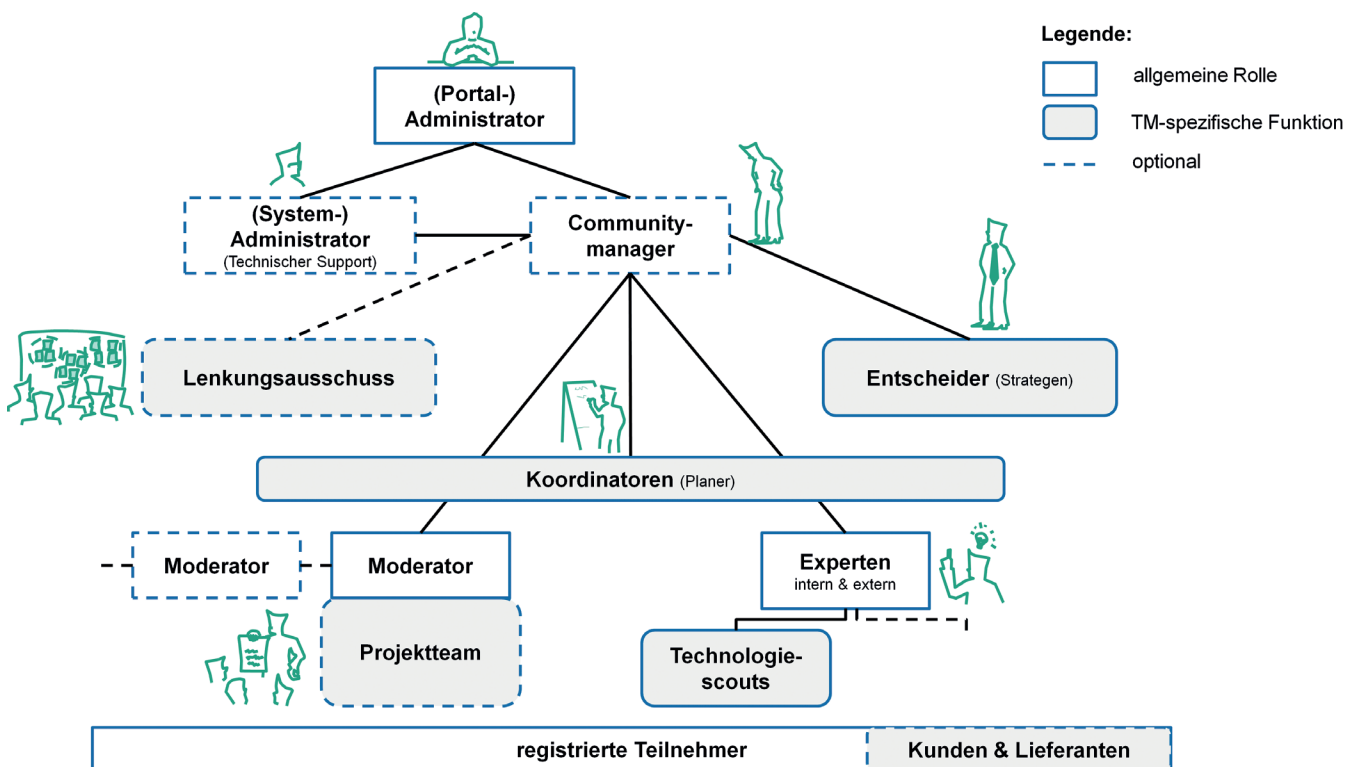 Legende:
allgemeine Rolle
TM-spezifische Funktion
optional
(Portal-)
Administrator
(System-)
Administrator
(Technischer Support)
Community-
manager
Lenkungsausschuss
Entscheider (Strategen)
Koordinatoren (Planer)
Moderator
Moderator
Experten
intern & extern
Projektteam
Technologie-
scouts
registrierte Teilnehmer
Kunden & Lieferanten